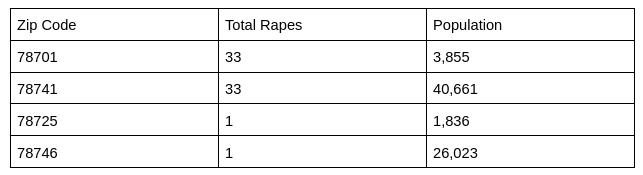 Zip Code Total Rapes Population
78701 33 3,855
78741 33 40,661
78725 1 1,836
78746 1 26,023